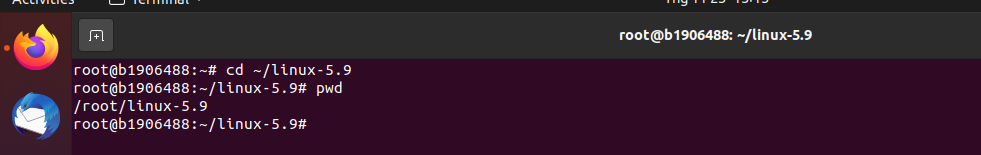 Activities Terminal
root@b1906488: ~/linux-5.9
root@b1906488:~# cd ~/linux-5.9
root@b1906488:~/linux-5.9# pwd
/root/linux-5.9
root@b1906488:~/linux-5.9#